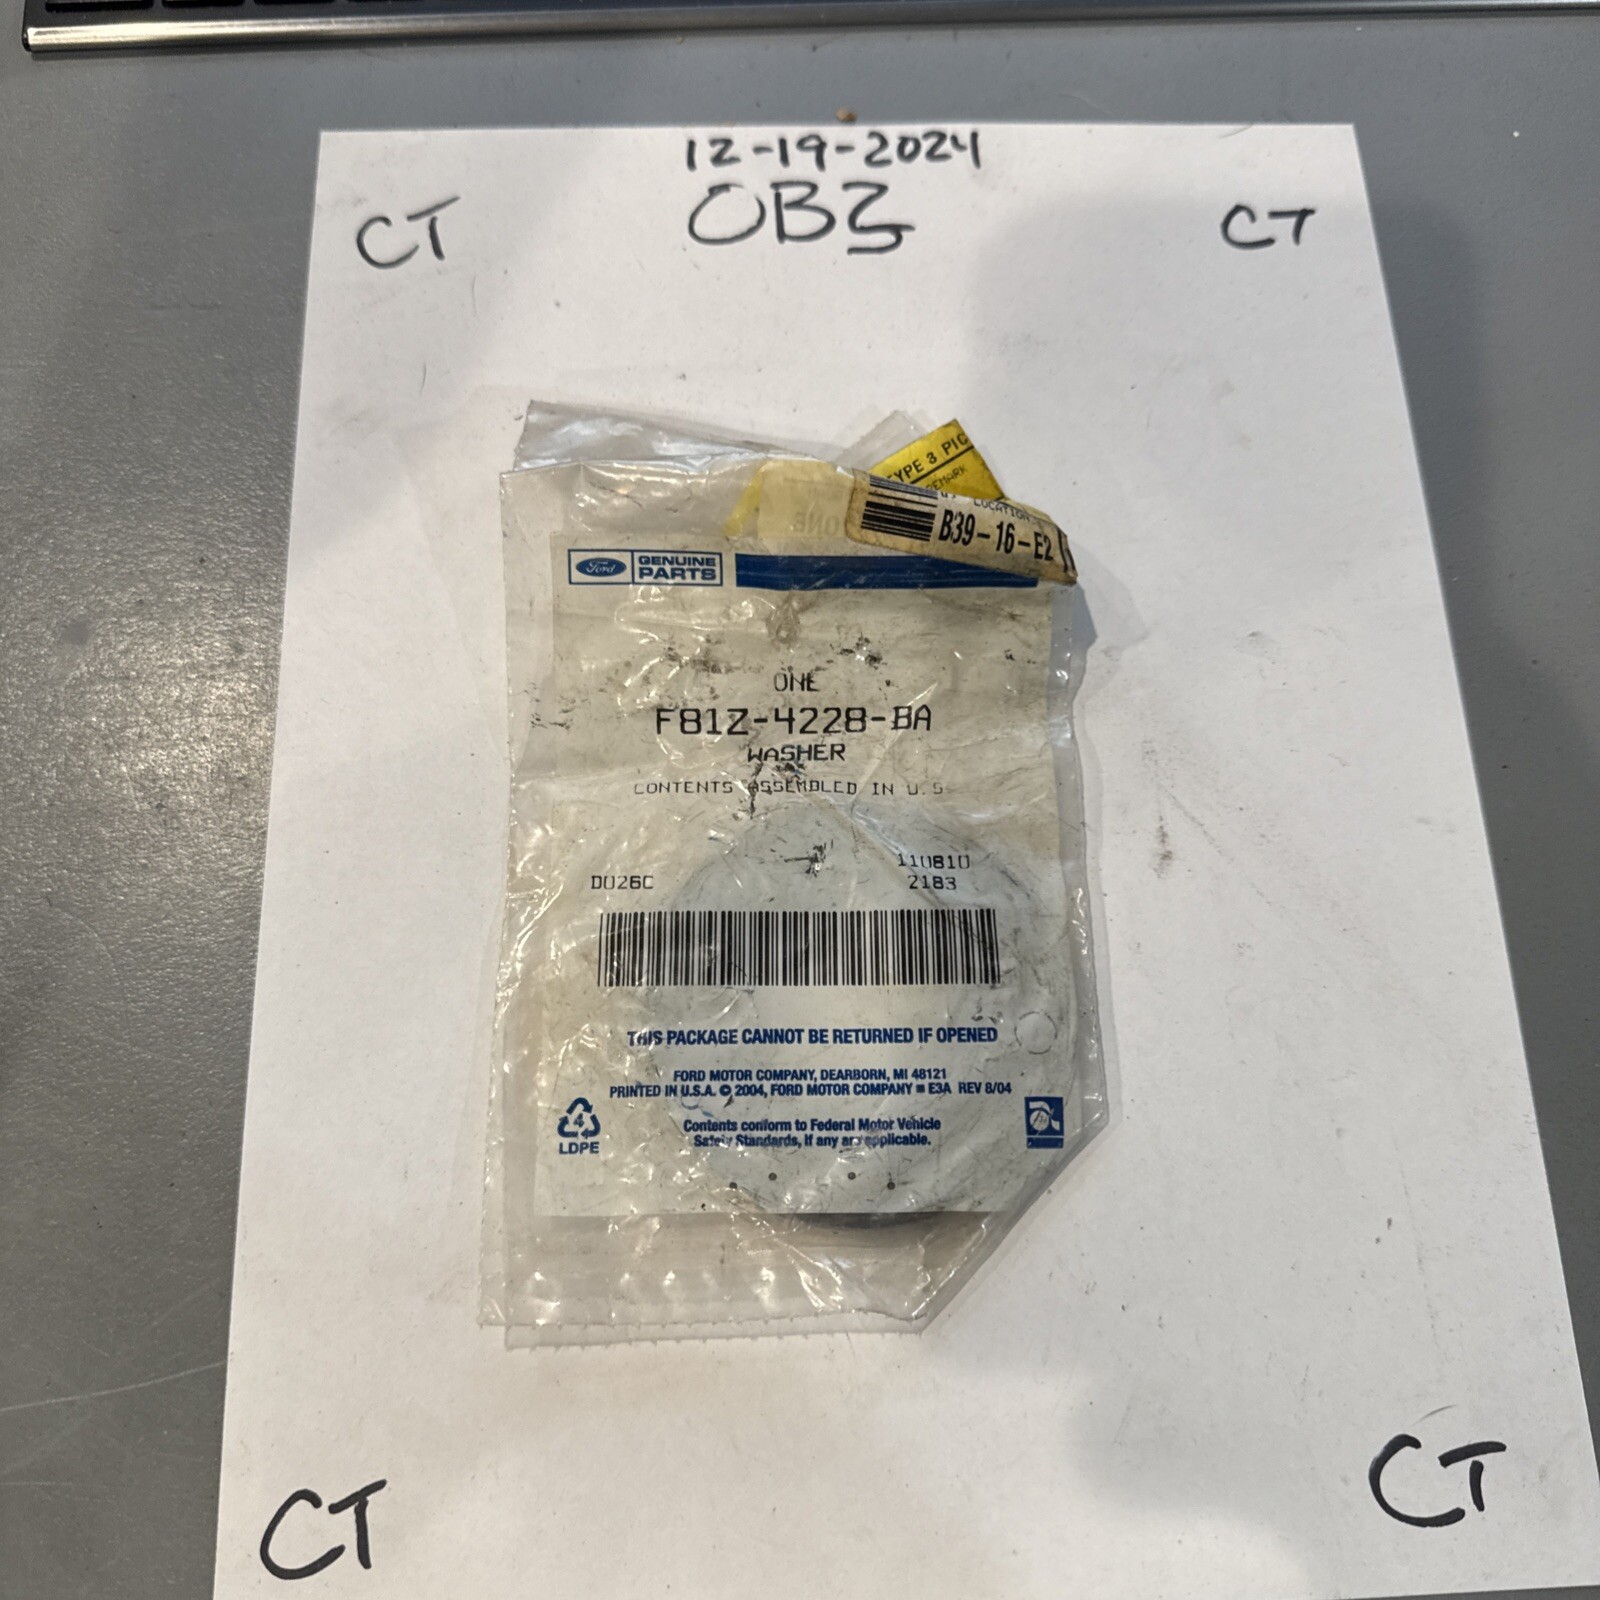 12-19-2024
OBZ
CT
CT
TYPE 3 PIC
REMARK
LOCATION
B39-16-E2
Ford
GENUINE
PARTS
ONE
F81Z-4228-BA
WASHER
CONTENTS ASSEMBLED IN U.S
110810
DU26C
2183
THIS PACKAGE CANNOT BE RETURNED IF OPENED
FORD MOTOR COMPANY, DEARBORN, MI 48121
PRINTED IN U.S.A. © 2004, FORD MOTOR COMPANY ■ E3A REV 8/04
Contents conform to Federal Motor Vehicle
Safety Standards, if any are applicable.
4
LDPE
CT
CT